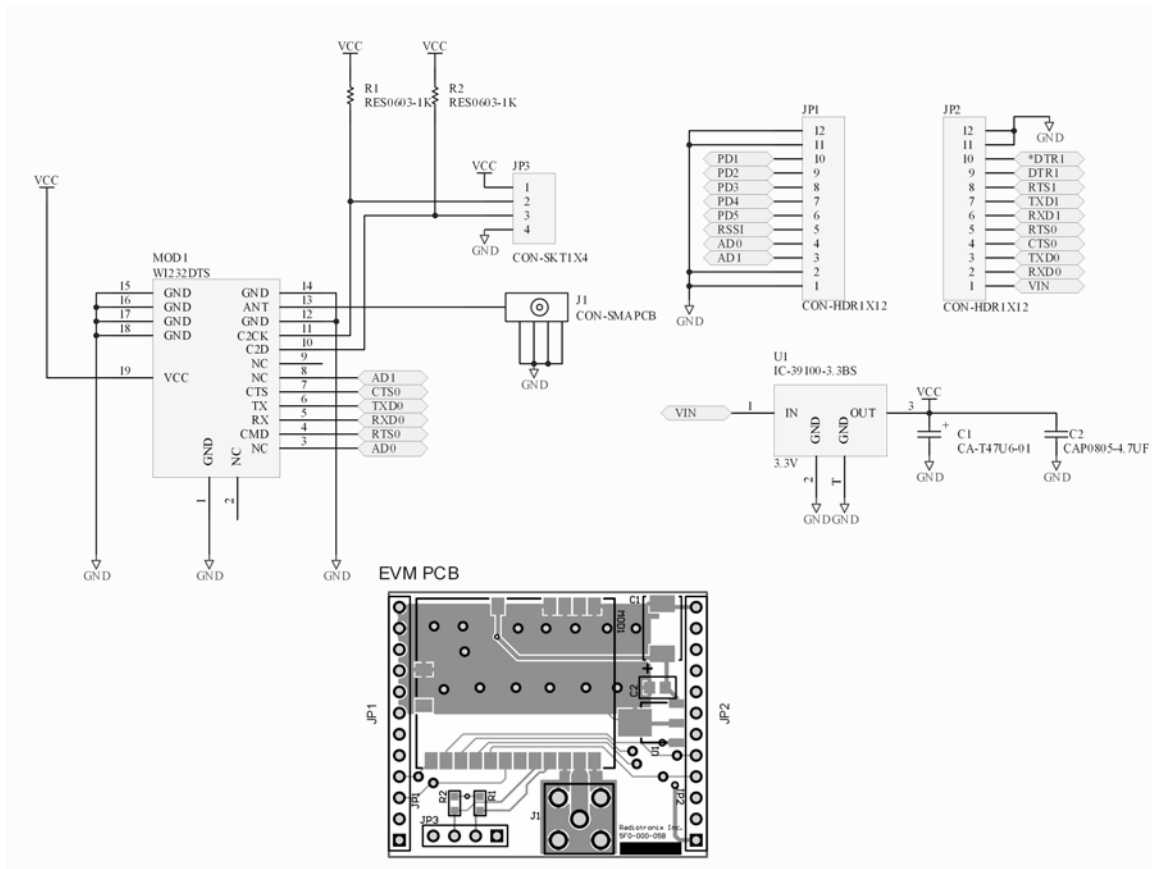 VCC
VCC
R1
RES0603-1K
R2
RES0603-1K
VCC
VCC
JP3
1
2
3
4
GND
CON-SKT1X4
MOD1
WI232DTS
15 GND
16 GND
17 GND
18 GND
19 VCC
GND 14
ANT 13
GND 12
C2CK 11
C2D 10
NC 9
NC 8 AD1
CTS 7 CTS0
TX 6 TXD0
RX 5 RXD0
CMD 4 RTS0
NC 3 AD0
GND
NC
1
2
GND
GND
GND
J1
CON-SMAPCB
GND
JP1
12
11
PD1 10
PD2 9
PD3 8
PD4 7
PD5 6
RSSI 5
AD0 4
AD1 3
2
1
GND
CON-HDR1X12
JP2
12
11
GND
10 *DTR1
9 DTR1
8 RTS1
7 TXD1
6 RXD1
5 RTS0
4 CTS0
3 TXD0
2 RXD0
1 VIN
CON-HDR1X12
U1
IC-39100-3.3BS
VIN 1 IN OUT 3
GND
GND
3.3V
2
T
GND GND
VCC
+
C1
CA-T47U6-01
GND
C2
CAP0805-4.7UF
GND
EVM PCB
C1
MOD1
+
C2
U1
JP1
JP2
JP1
JP2
R2
R1
JP3
J1
Radiotronix Inc.
5F0-000-058